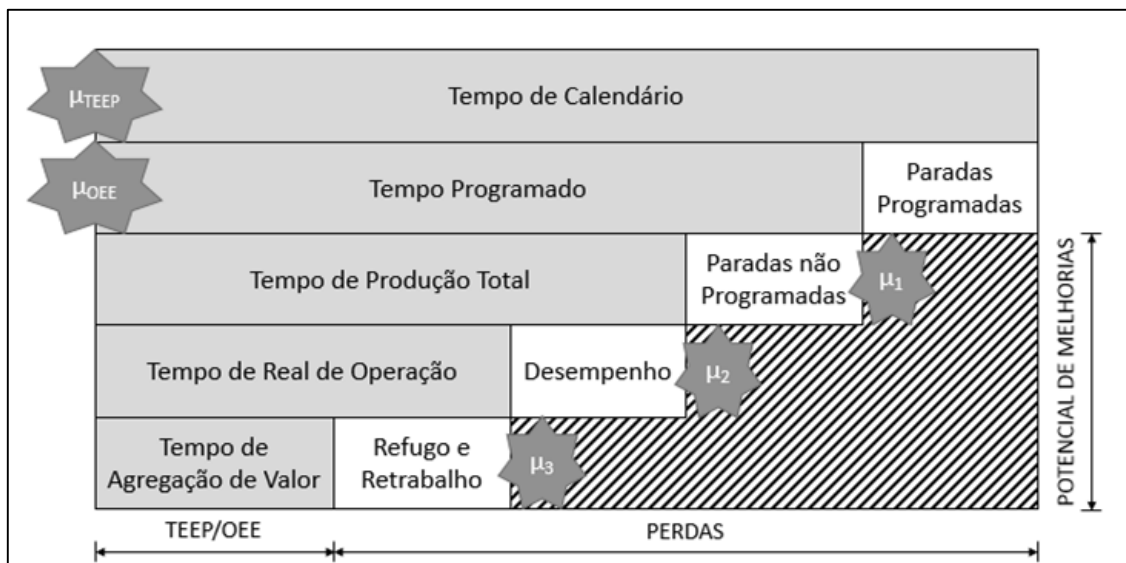 μTEEP
Tempo de Calendário
μOEE
Tempo Programado
Paradas
Programadas
Tempo de Produção Total
Paradas não
Programadas
μ1
Tempo de Real de Operação
Desempenho
μ2
Tempo de
Agregação de Valor
Refugo e
Retrabalho
μ3
POTENCIAL DE MELHORIAS
TEEP/OEE
PERDAS